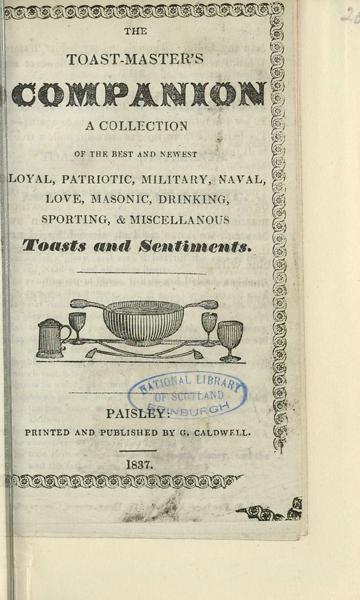 THE
TOAST-MASTER'S
COMPANION
A COLLECTION
OF THE BEST AND NEWEST
LOYAL, PATRIOTIC, MILITARY, NAVAL,
LOVE, MASONIC, DRINKING,
SPORTING, & MISCELLANOUS
Toasts and Sentiments.
NATIONAL LIBRARY
OF SCOTLAND
EDINBURGH
PAISLEY:
PRINTED AND PUBLISHED BY G. CALDWELL.
1837.